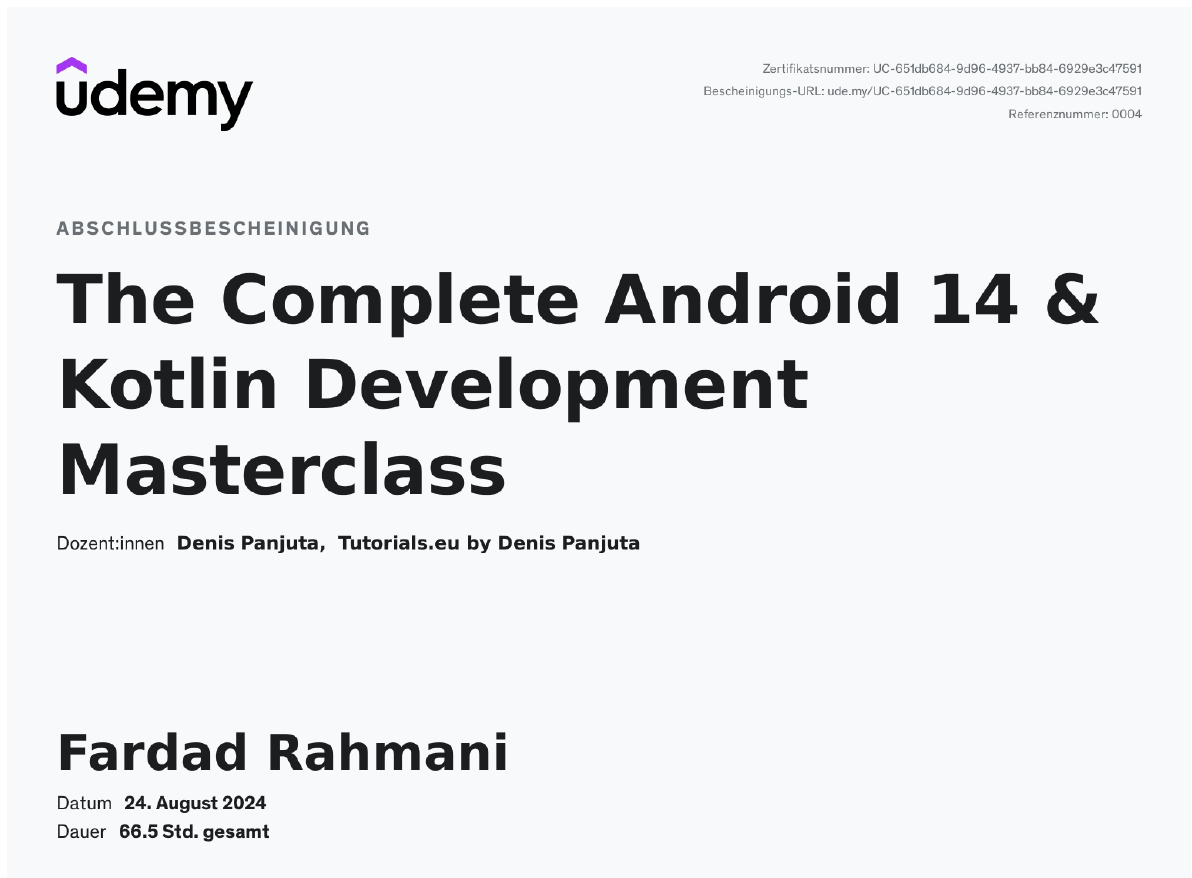 udemy
Zertifikatsnummer: UC-651db684-9d96-4937-bb84-6929e3c47591
Bescheinigungs-URL: ude.my/UC-651db684-9d96-4937-bb84-6929e3c47591
Referenznummer: 0004
ABSCHLUSSBESCHEINIGUNG
The Complete Android 14 &
Kotlin Development
Masterclass
Dozent:innen Denis Panjuta, Tutorials.eu by Denis Panjuta
Fardad Rahmani
Datum 24. August 2024
Dauer 66.5 Std. gesamt